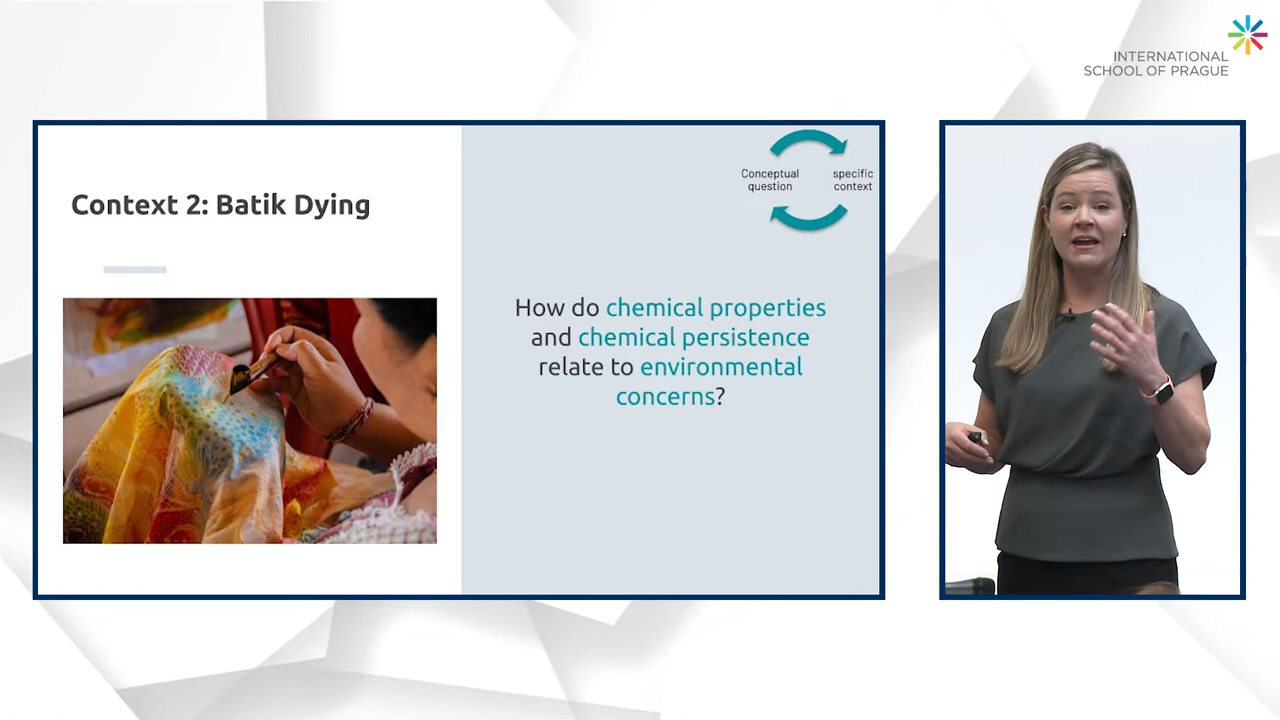 INTERNATIONAL
SCHOOL OF PRAGUE
Context 2: Batik Dying
Conceptual
question
specific
context
How do chemical properties
and chemical persistence
relate to environmental
concerns?